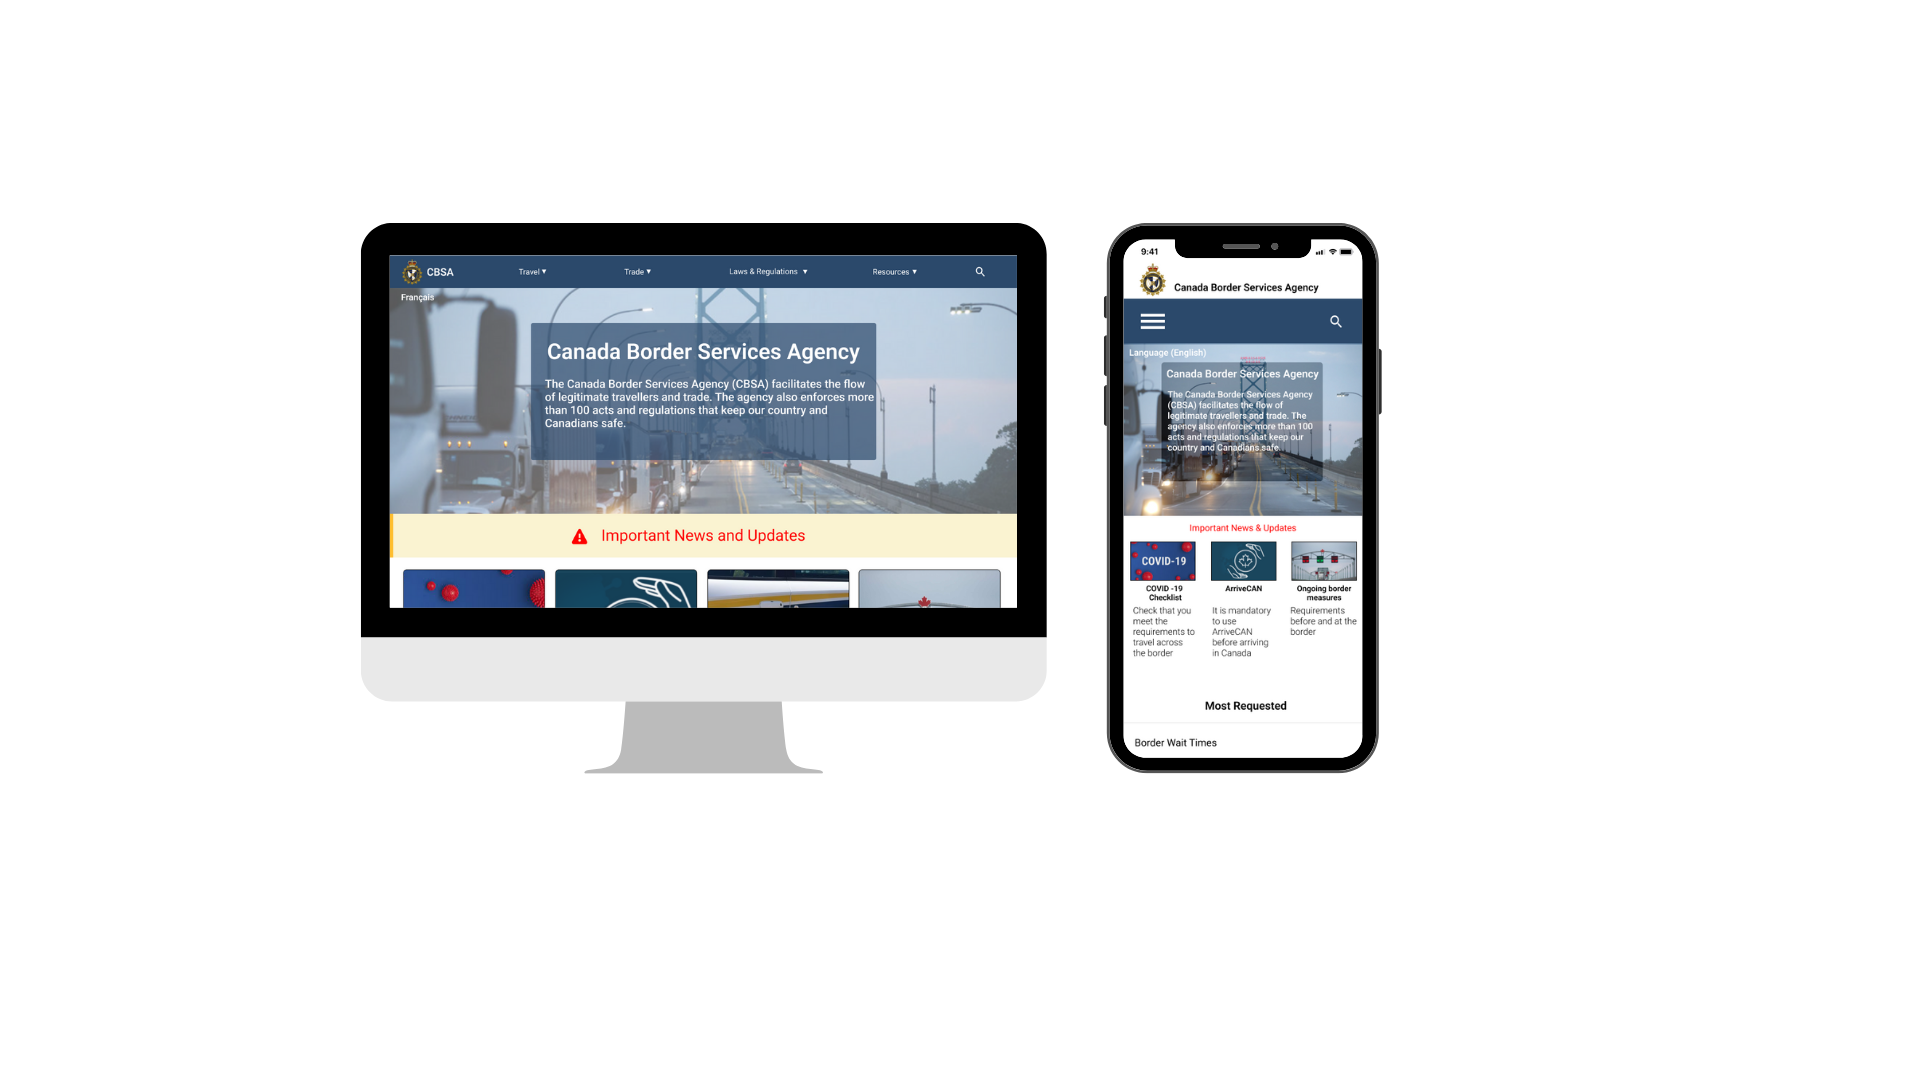 CBSA
Travel ▾
Trade ▾
Laws & Regulations ▾
Resources ▾
Français
Canada Border Services Agency
The Canada Border Services Agency (CBSA) facilitates the flow
of legitimate travellers and trade. The agency also enforces more
than 100 acts and regulations that keep our country and
Canadians safe.
Important News and Updates
9:41
Canada Border Services Agency
Language (English)
Canada Border Services Agency
The Canada Border Services Agency
(CBSA) facilitates the flow of
legitimate travellers and trade. The
agency also enforces more than 100
acts and regulations that keep our
country and Canadians safe.
Important News & Updates
COVID-19
COVID -19
Checklist
Check that you
meet the
requirements to
travel across
the border
ArriveCAN
It is mandatory
to use
ArriveCAN
before arriving
in Canada
Ongoing border
measures
Requirements
before and at the
border
Most Requested
Border Wait Times